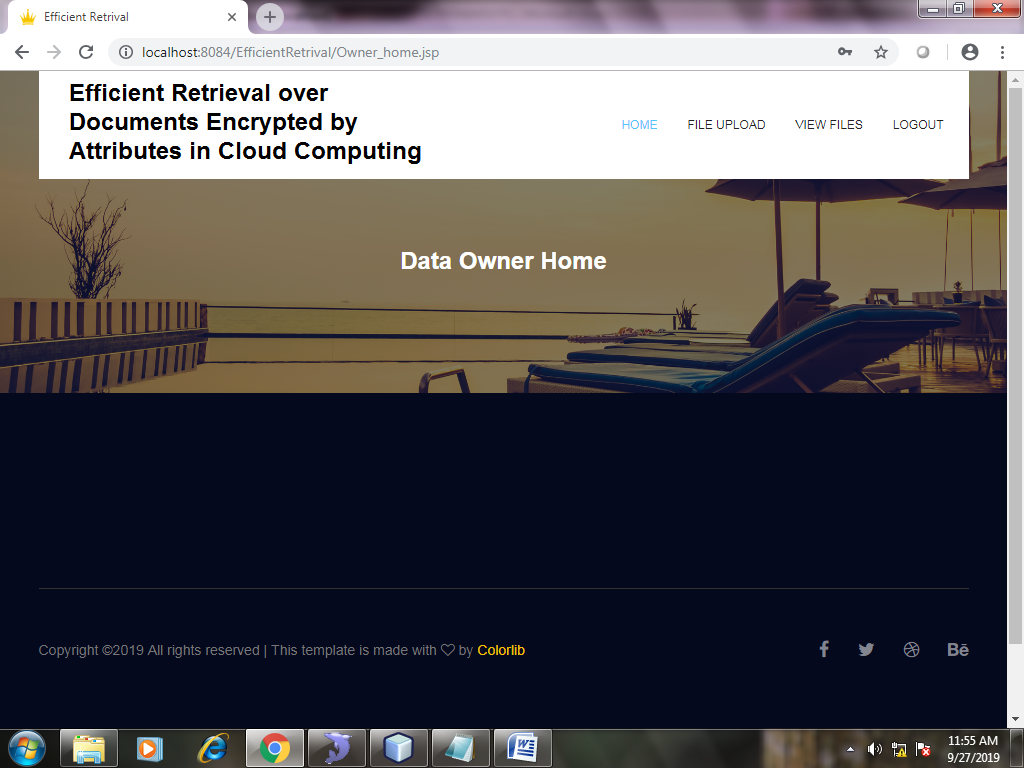 Efficient Retrival
localhost:8084/EfficientRetrival/Owner_home.jsp
Efficient Retrieval over
Documents Encrypted by
Attributes in Cloud Computing
HOME FILE UPLOAD VIEW FILES LOGOUT
Data Owner Home
Copyright ©2019 All rights reserved | This template is made with ♡ by Colorlib
Bē
11:55 AM
9/27/2019